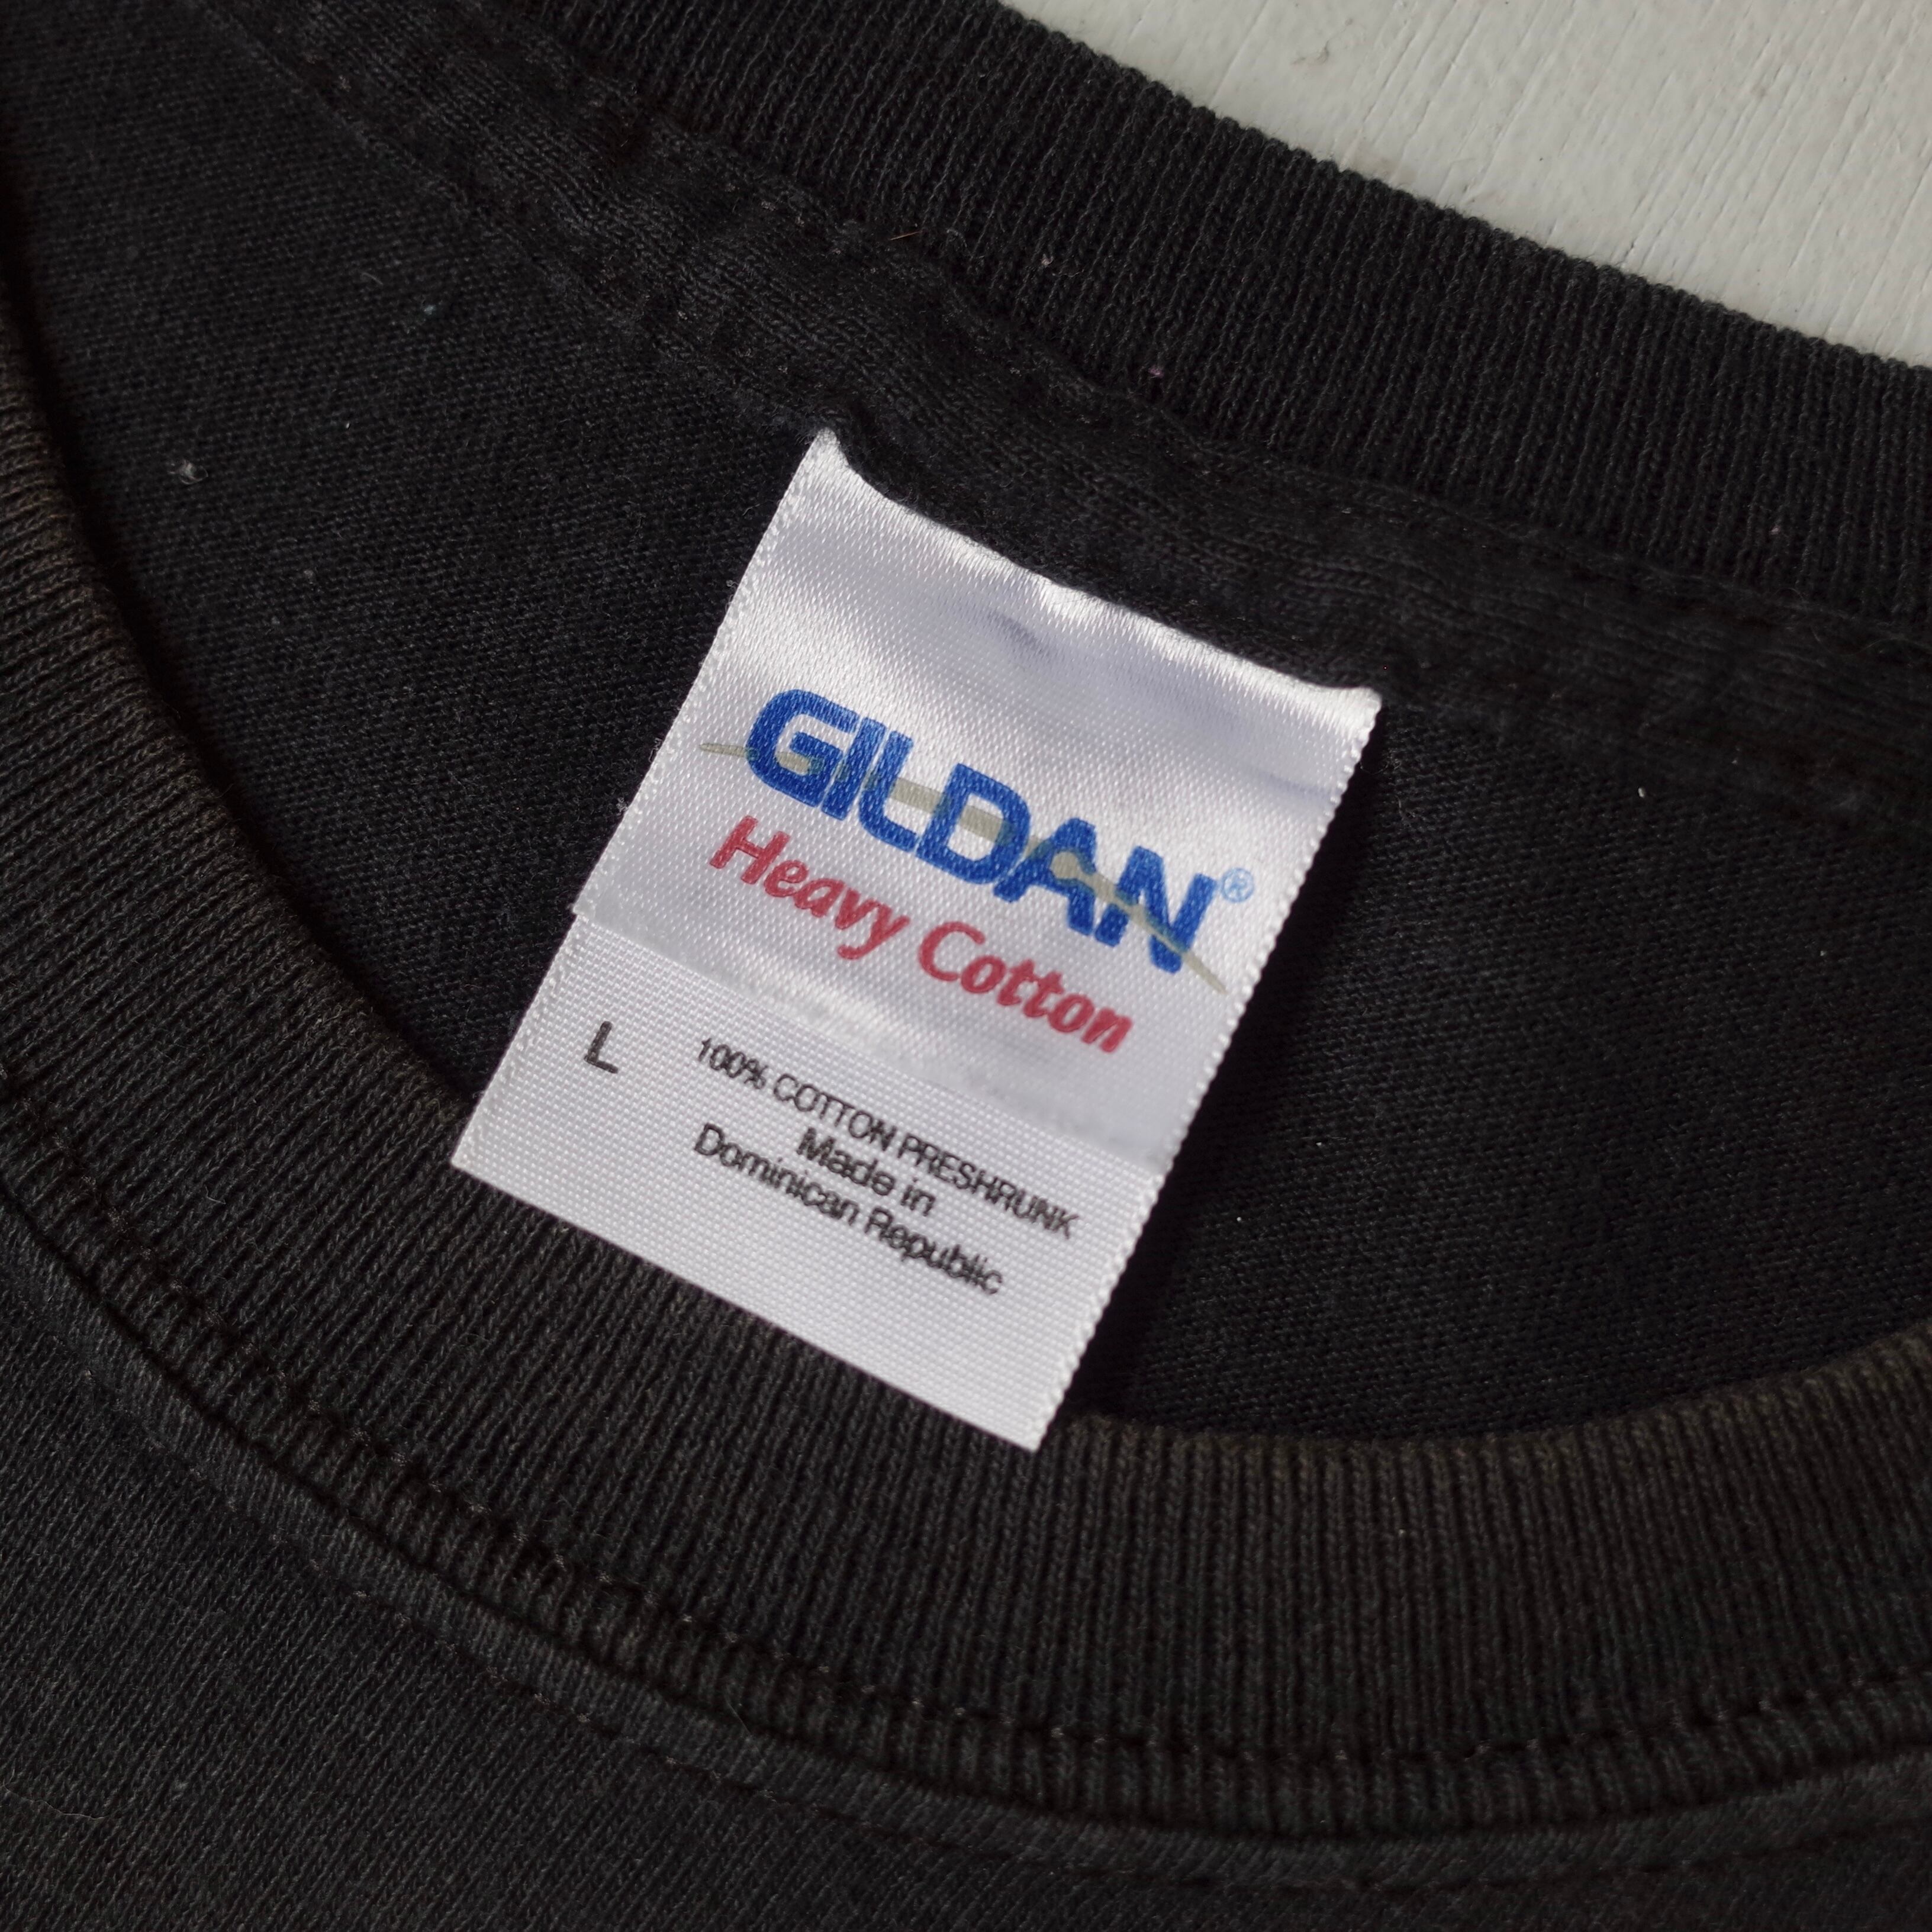 GILDAN®
Heavy Cotton
L
100% COTTON PRESHRUNK
Made in
Dominican Republic